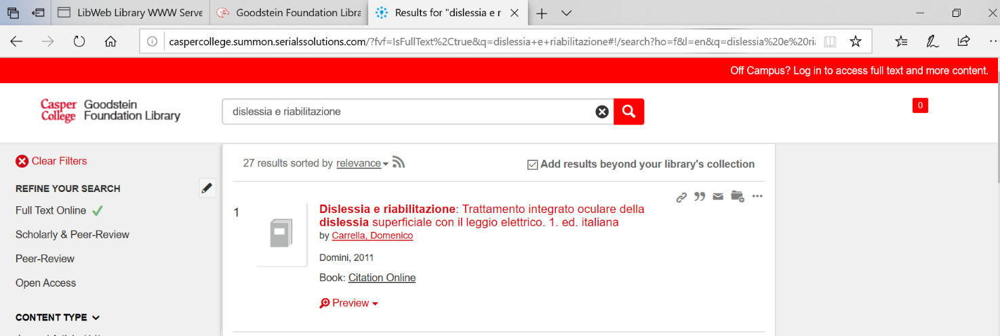 LibWeb Library WWW Serve
Goodstein Foundation Libra
Results for "dislessia e r
caspercollege.summon.serialssolutions.com/?fvf=IsFullText%2Ctrue&q=dislessia+e+riabilitazione#!/search?ho=f&l=en&q=dislessia%20e%20ri
Off Campus? Log in to access full text and more content.
Casper College
Goodstein Foundation Library
dislessia e riabilitazione
0
Clear Filters
27 results sorted by relevance
Add results beyond your library's collection
REFINE YOUR SEARCH
Full Text Online
Scholarly & Peer-Review
Peer-Review
Open Access
CONTENT TYPE
1
Dislessia e riabilitazione: Trattamento integrato oculare della
dislessia superficiale con il leggio elettrico. 1. ed. italiana
by Carrella, Domenico
Domini, 2011
Book: Citation Online
Preview